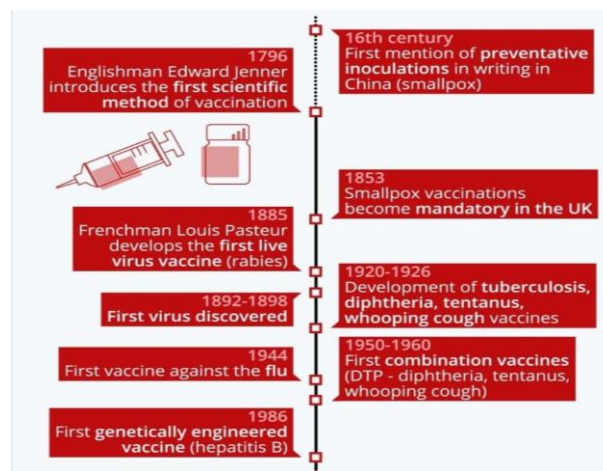 16th century
First mention of preventative
inoculations in writing in
China (smallpox)
1796
Englishman Edward Jenner
introduces the first scientific
method of vaccination
1853
Smallpox vaccinations
become mandatory in the UK
1885
Frenchman Louis Pasteur
develops the first live
virus vaccine (rabies)
1892-1898
First virus discovered
1920-1926
Development of tuberculosis,
diphtheria, tentanus,
whooping cough vaccines
1944
First vaccine against the flu
1950-1960
First combination vaccines
(DTP - diphtheria, tentanus,
whooping cough)
1986
First genetically engineered
vaccine (hepatitis B)